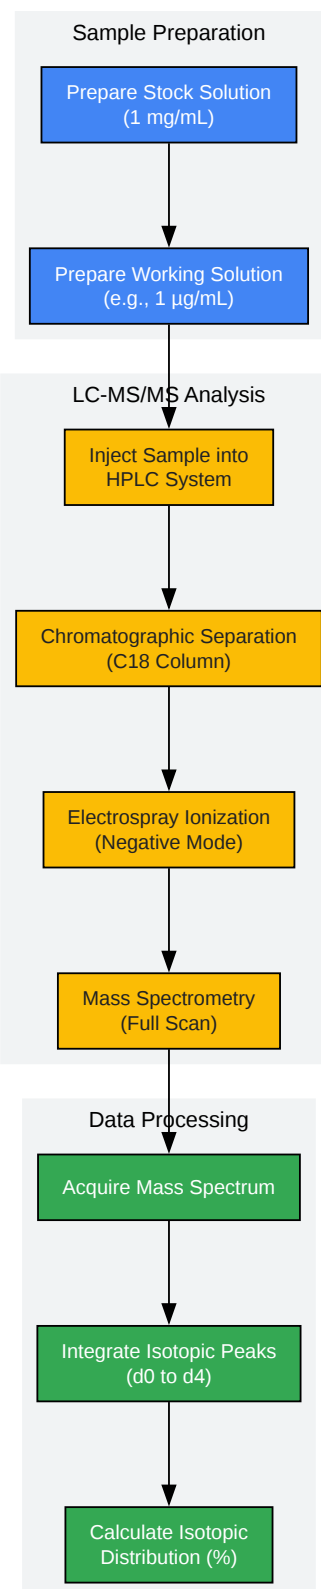 Sample Preparation
Prepare Stock Solution
(1 mg/mL)
Prepare Working Solution
(e.g., 1 µg/mL)
LC-MS/MS Analysis
Inject Sample into
HPLC System
Chromatographic Separation
(C18 Column)
Electrospray Ionization
(Negative Mode)
Mass Spectrometry
(Full Scan)
Data Processing
Acquire Mass Spectrum
Integrate Isotopic Peaks
(d0 to d4)
Calculate Isotopic
Distribution (%)